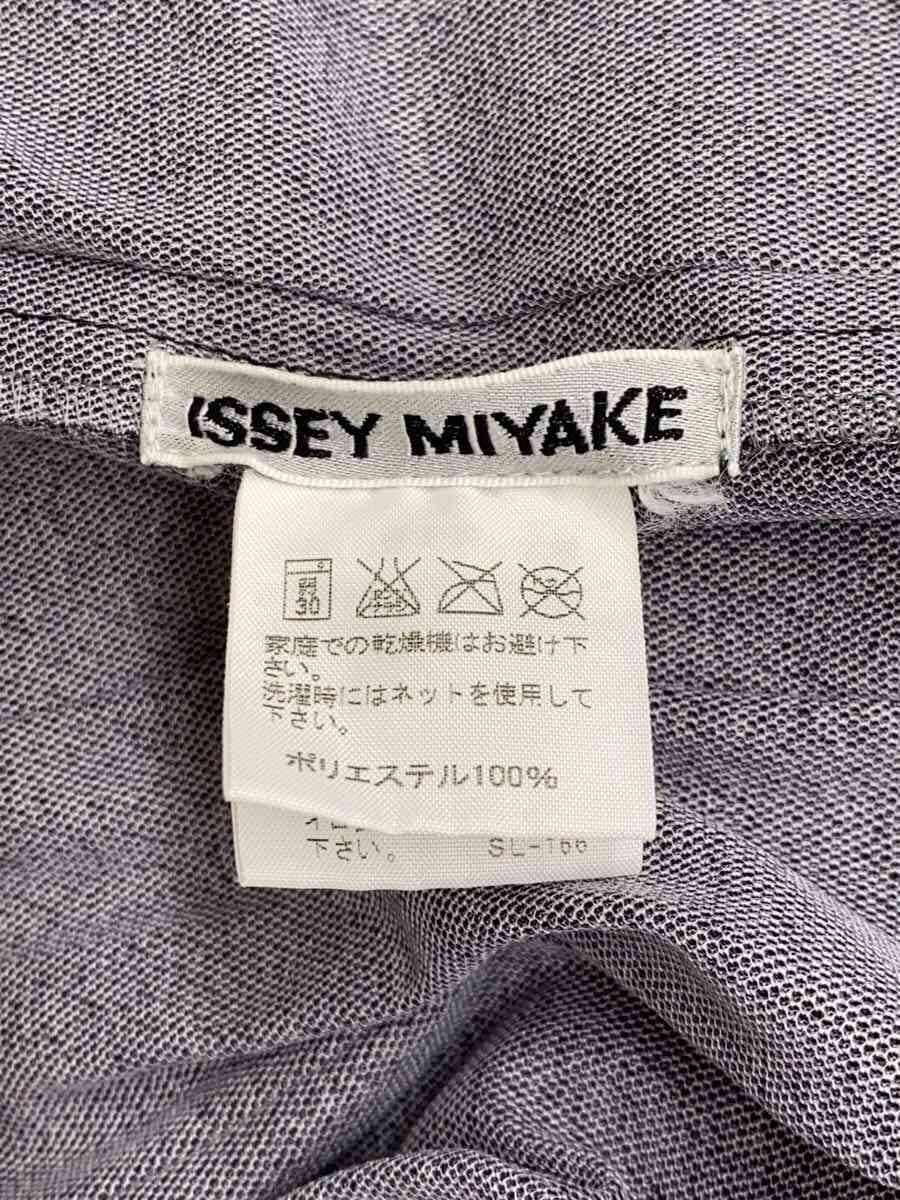 ISSEY MIYAKE
30
家庭での乾燥機はお避け下
さい。
洗濯時にはネットを使用して
下さい。
ポリエステル100%
下さい。 SL-166